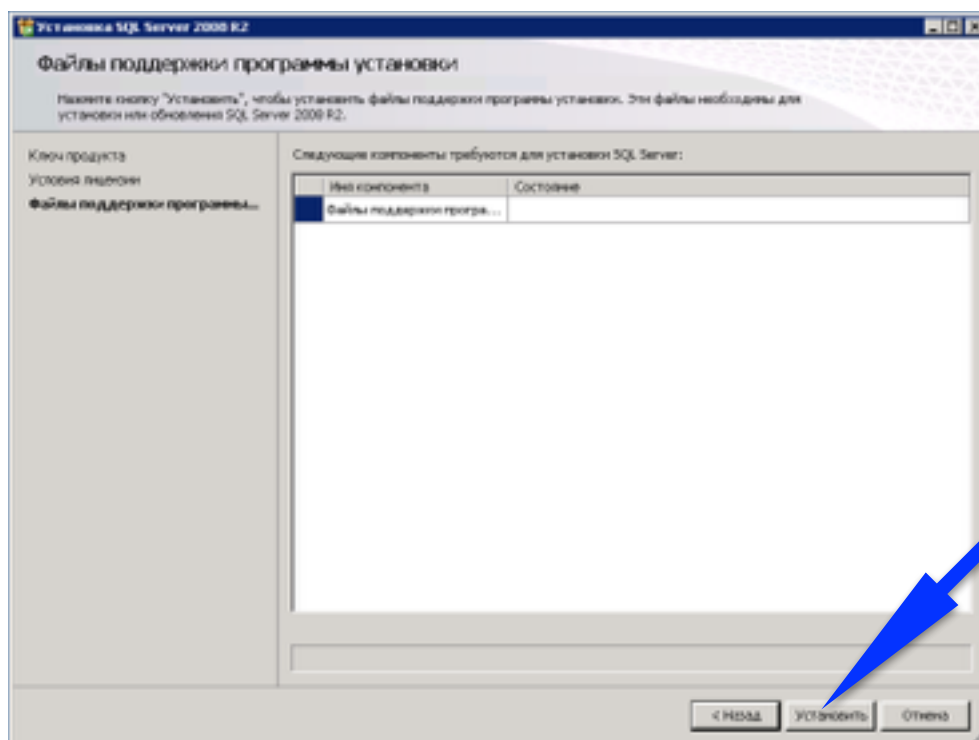 Установка SQL Server 2008 R2
Файлы поддержки программы установки
Нажмите кнопку "Установить", чтобы установить файлы поддержки программы установки. Эти файлы необходимы для
установки или обновления SQL Server 2008 R2.
Ключ продукта
Условия лицензии
Файлы поддержки программы...
Следующие компоненты требуются для установки SQL Server:
Имя компонента Состояние
Файлы поддержки програ...
< Назад Установить Отмена